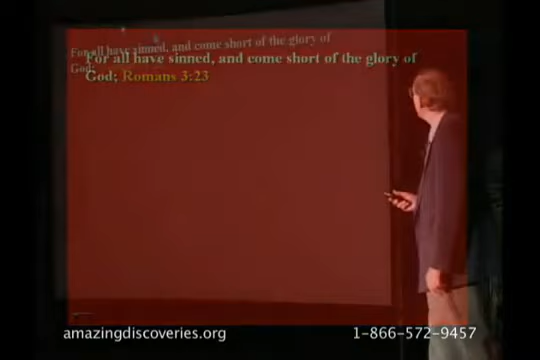 For all have sinned, and come short of the glory of
God;
For all have sinned, and come short of the glory of
God; Romans 3:23
amazingdiscoveries.org
1-866-572-9457